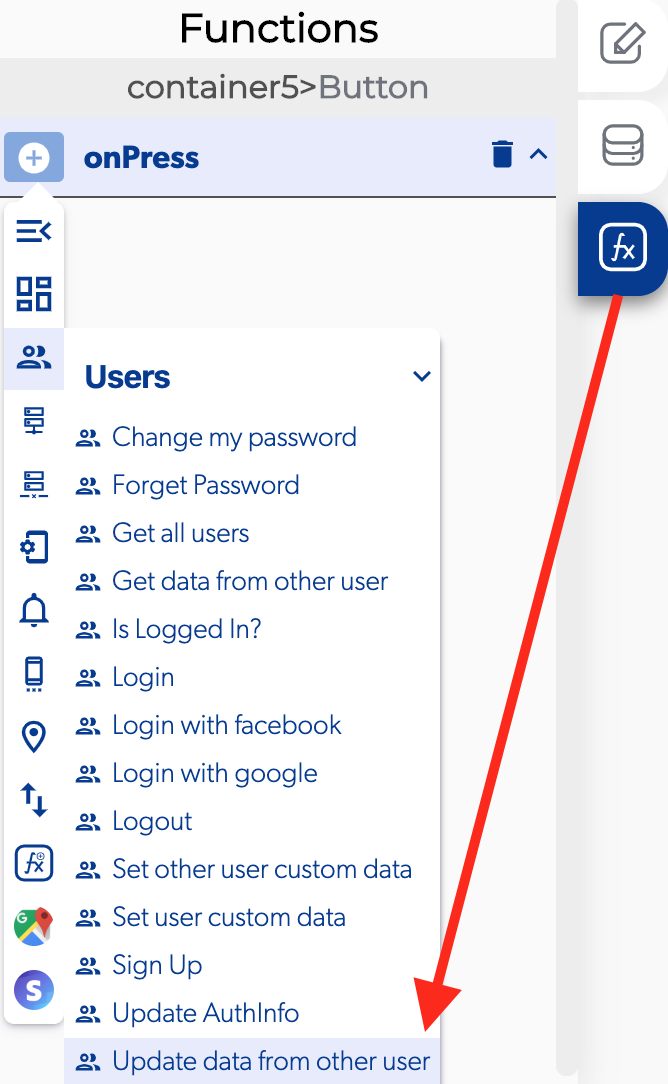 Functions
container5>Button
onPress
fx
Users
Change my password
Forget Password
Get all users
Get data from other user
Is Logged In?
Login
Login with facebook
Login with google
Logout
Set other user custom data
fx
Set user custom data
G
Sign Up
S
Update AuthInfo
Update data from other user